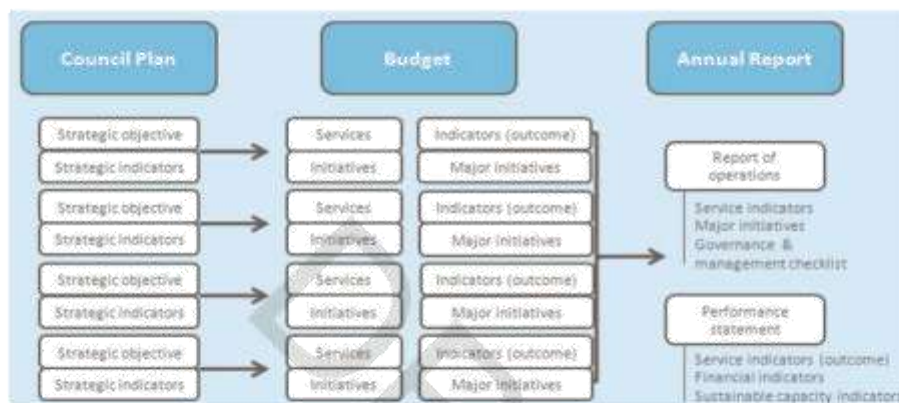 Council Plan
Budget
Annual Report
Strategic objective
Strategic indicators
Services
Initiatives
Indicators (outcome)
Major initiatives
Strategic objective
Strategic indicators
Services
Initiatives
Indicators (outcome)
Major initiatives
Strategic objective
Strategic indicators
Services
Initiatives
Indicators (outcome)
Major initiatives
Strategic objective
Strategic indicators
Services
Initiatives
Indicators (outcome)
Major initiatives
Report of
operations
Service indicators
Major initiatives
Governance &
management checklist
Performance
statement
Service indicators (outcome)
Financial indicators
Sustainable capacity indicators